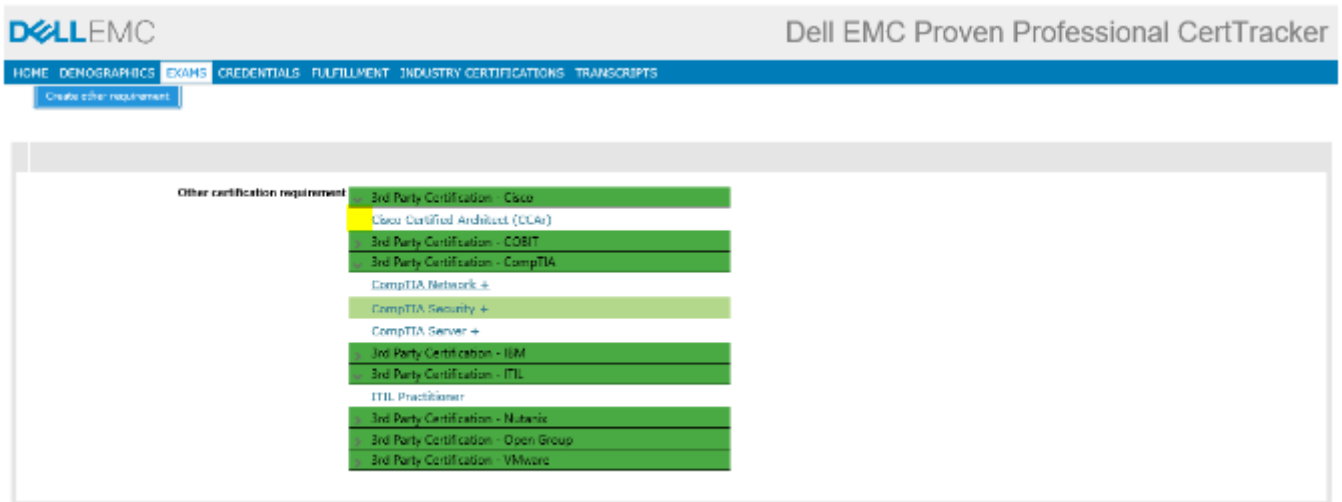 DELLEMC
Dell EMC Proven Professional CertTracker
HOME DEMOGRAPHICS EXAMS CREDENTIALS FULFILLMENT INDUSTRY CERTIFICATIONS TRANSCRIPTS
Create other requirement
Other certification requirement
3rd Party Certification - Cisco
Cisco Certified Architect (CCAr)
3rd Party Certification - COBIT
3rd Party Certification - CompTIA
CompTIA Network +
CompTIA Security +
CompTIA Server +
3rd Party Certification - IBM
3rd Party Certification - ITIL
ITIL Practitioner
3rd Party Certification - Nutanix
3rd Party Certification - Open Group
3rd Party Certification - VMware